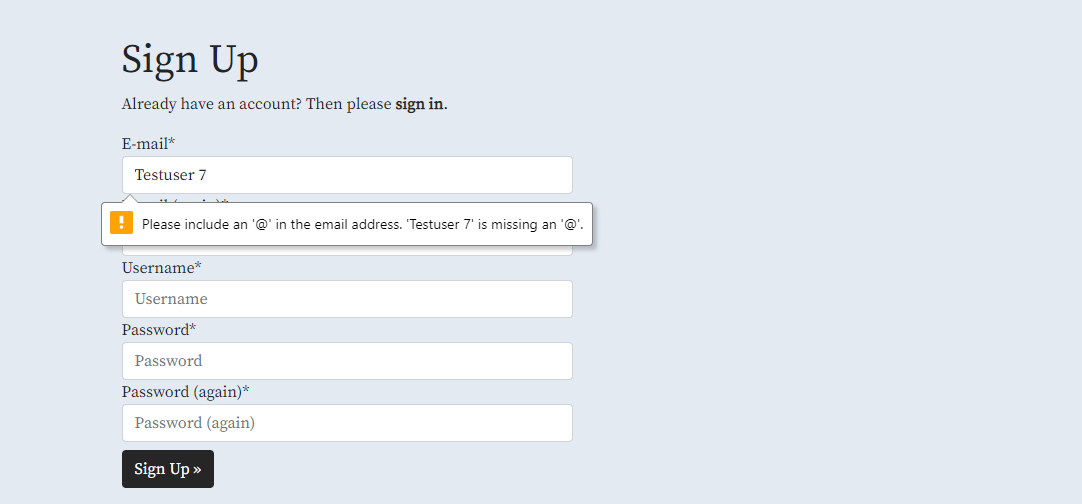 Sign Up
Already have an account? Then please sign in.
E-mail*
Testuser 7
Please include an '@' in the email address. 'Testuser 7' is missing an '@'.
Username*
Username
Password*
Password
Password (again)*
Password (again)
Sign Up »